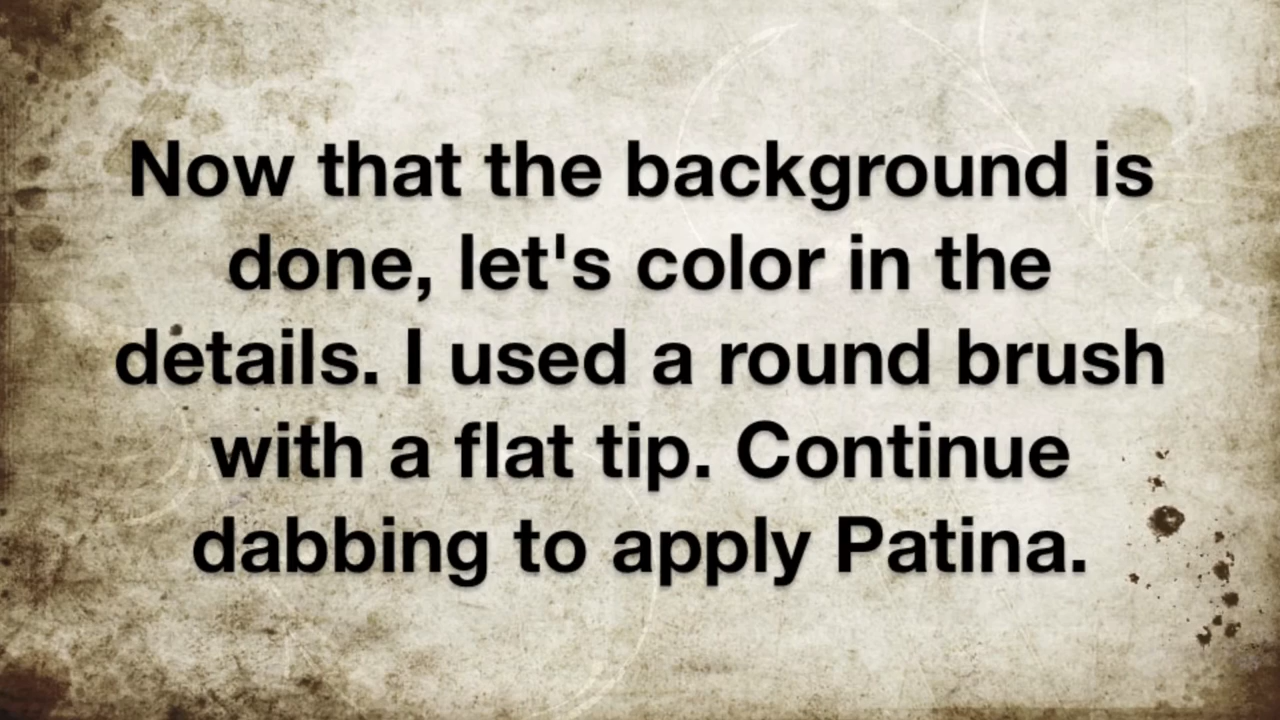 Now that the background is
done, let's color in the
details. I used a round brush
with a flat tip. Continue
dabbing to apply Patina.